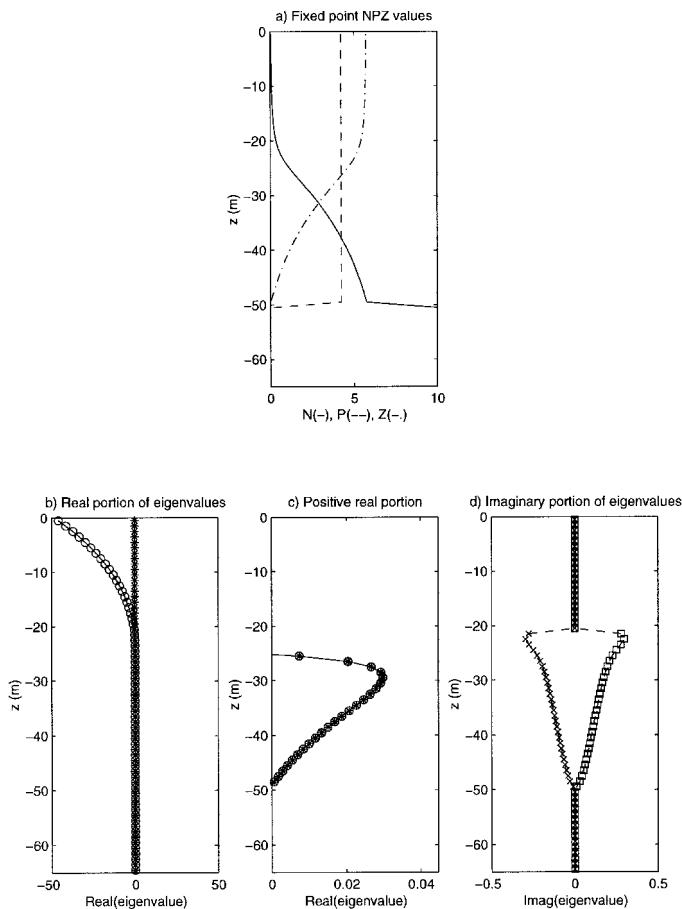 a) Fixed point NPZ values
0
−10
−20
−30
−40
−50
−60
z (m)
0 5 10
N(-), P(--), Z(-.)
b) Real portion of eigenvalues
0
−10
−20
−30
−40
−50
−60
z (m)
−50 0 50
Real(eigenvalue)
c) Positive real portion
0
−10
−20
−30
−40
−50
−60
z (m)
0 0.02 0.04
Real(eigenvalue)
d) Imaginary portion of eigenvalues
0
−10
−20
−30
−40
−50
−60
z (m)
−0.5 0 0.5
Imag(eigenvalue)